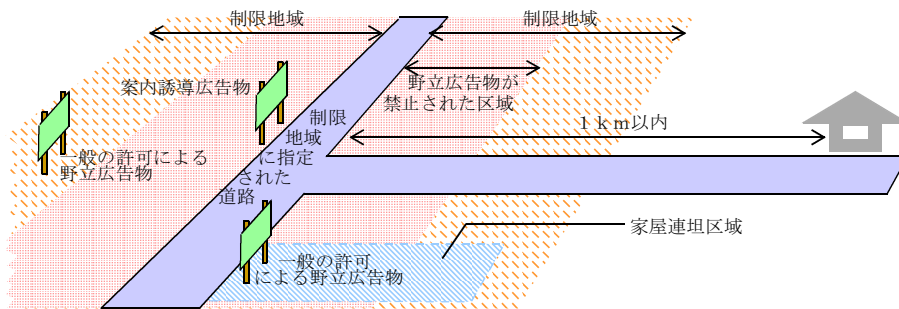 制限地域
制限地域
案内誘導広告物
野立広告物が
禁止された区域
１ｋｍ以内
制限
地域
に指定
された
道路
一般の許可による
野立広告物
家屋連坦区域
一般の許可
による野立広告物